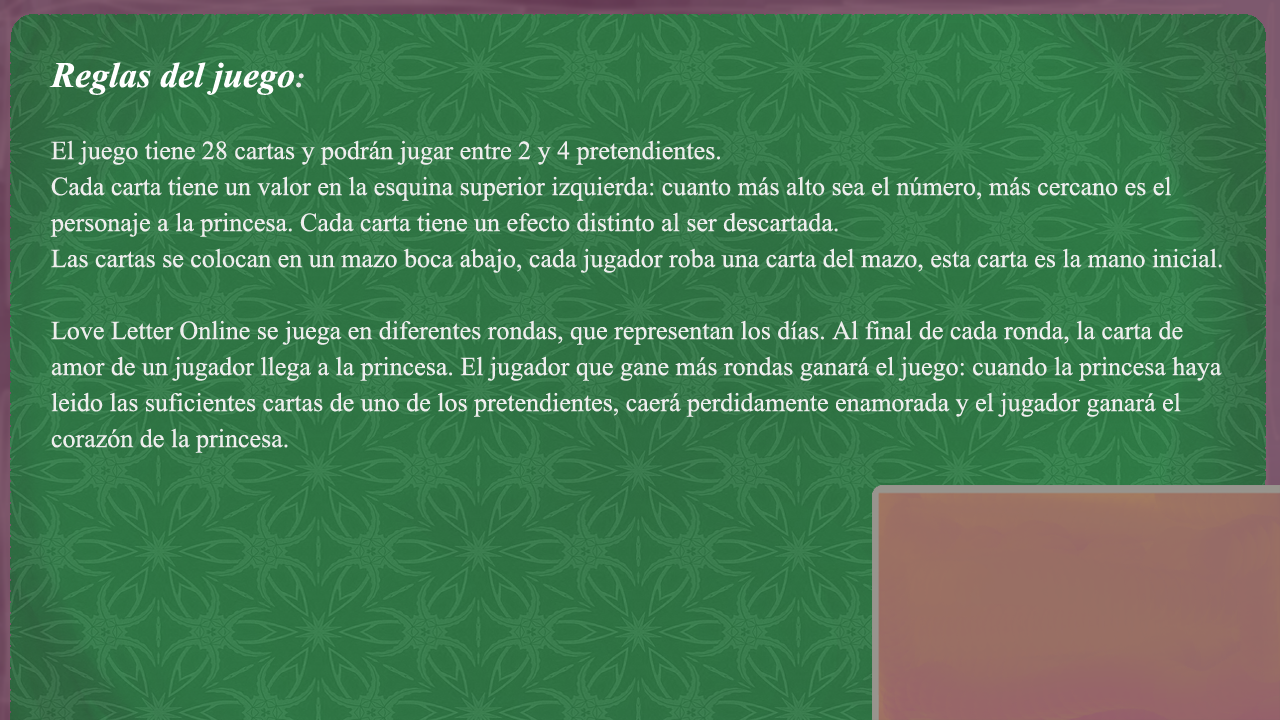 Reglas del juego:
El juego tiene 28 cartas y podrán jugar entre 2 y 4 pretendientes.
Cada carta tiene un valor en la esquina superior izquierda: cuanto más alto sea el número, más cercano es el
personaje a la princesa. Cada carta tiene un efecto distinto al ser descartada.
Las cartas se colocan en un mazo boca abajo, cada jugador roba una carta del mazo, esta carta es la mano inicial.
Love Letter Online se juega en diferentes rondas, que representan los días. Al final de cada ronda, la carta de
amor de un jugador llega a la princesa. El jugador que gane más rondas ganará el juego: cuando la princesa haya
leido las suficientes cartas de uno de los pretendientes, caerá perdidamente enamorada y el jugador ganará el
corazón de la princesa.